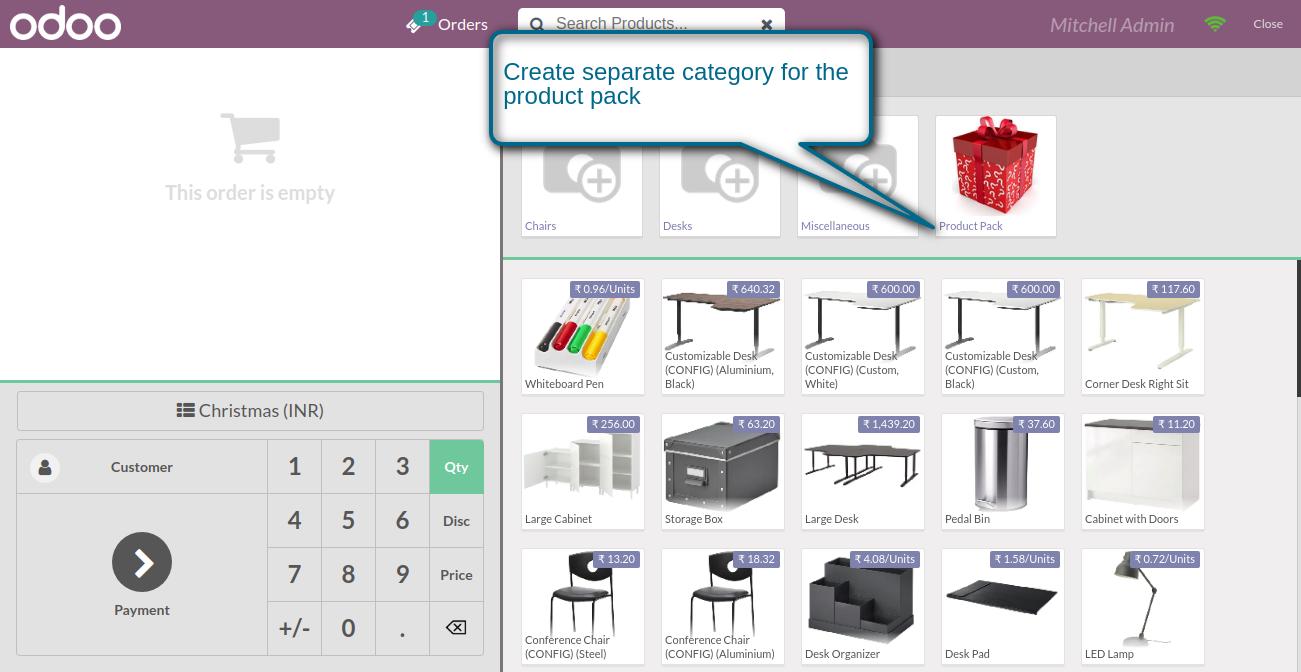 odoo
1
Orders
Search Products...
Mitchell Admin
Close
Create separate category for the
product pack
This order is empty
Chairs
Desks
Miscellaneous
Product Pack
₹ 0.96/Units
Whiteboard Pen
₹ 640.32
Customizable Desk
(CONFIG) (Aluminium,
Black)
₹ 600.00
Customizable Desk
(CONFIG) (Custom,
White)
₹ 600.00
Customizable Desk
(CONFIG) (Custom,
Black)
₹ 117.60
Corner Desk Right Sit
₹ 256.00
Large Cabinet
₹ 63.20
Storage Box
₹ 1,439.20
Large Desk
₹ 37.60
Pedal Bin
₹ 11.20
Cabinet with Doors
₹ 13.20
Conference Chair
(CONFIG) (Steel)
₹ 18.32
Conference Chair
(CONFIG) (Aluminium)
₹ 4.08/Units
Desk Organizer
₹ 1.58/Units
Desk Pad
₹ 0.72/Units
LED Lamp
Christmas (INR)
Customer
1 2 3 Qty
4 5 6 Disc
7 8 9 Price
Payment
+/- 0 .